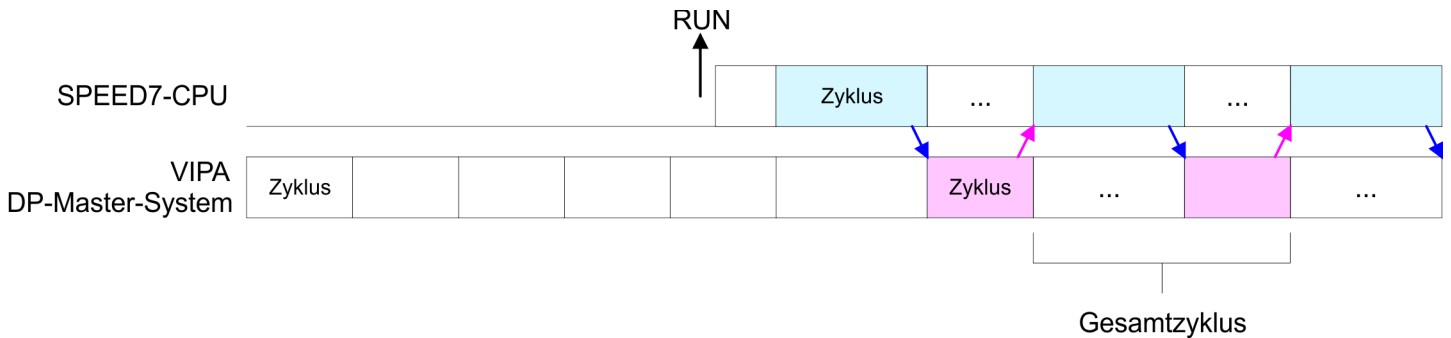 RUN
SPEED7-CPU
Zyklus
...
...
VIPA
DP-Master-System
Zyklus
Zyklus
...
...
Gesamtzyklus